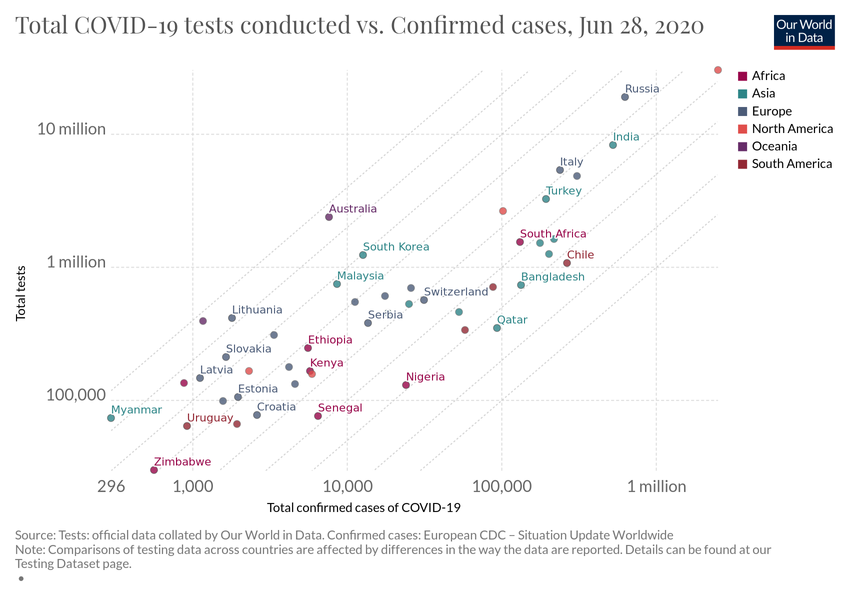 Total COVID-19 tests conducted vs. Confirmed cases, Jun 28, 2020
Our World
in Data
Africa
Asia
Europe
North America
Oceania
South America
Russia
10 million
India
Italy
Turkey
Australia
South Africa
South Korea
Chile
1 million
Malaysia
Bangladesh
Switzerland
Total tests
Lithuania
Serbia
Qatar
Ethiopia
Slovakia
Kenya
Latvia
Nigeria
Estonia
100,000
Myanmar
Croatia
Senegal
Uruguay
Zimbabwe
296
1,000
10,000
100,000
1 million
Total confirmed cases of COVID-19
Source: Tests: official data collated by Our World in Data. Confirmed cases: European CDC – Situation Update Worldwide
Note: Comparisons of testing data across countries are affected by differences in the way the data are reported. Details can be found at our
Testing Dataset page.